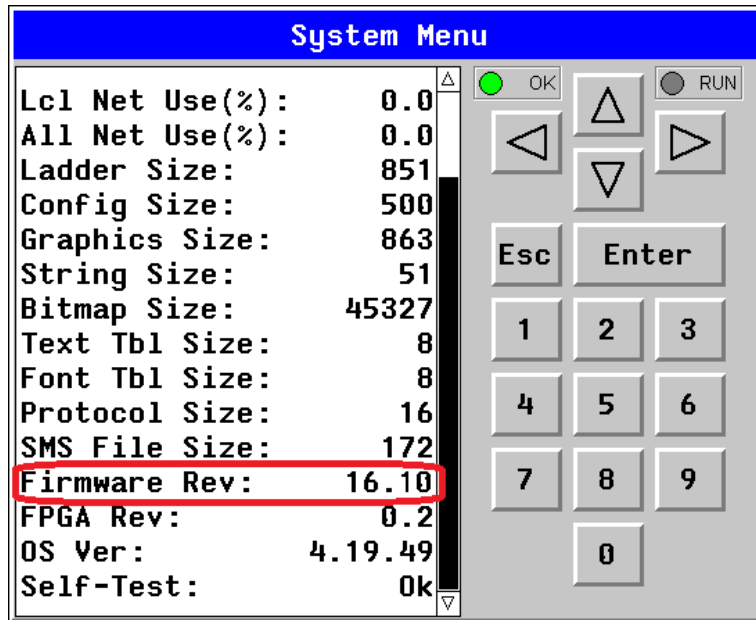 System Menu
Lcl Net Use(%): 0.0
All Net Use(%): 0.0
Ladder Size: 851
Config Size: 500
Graphics Size: 863
String Size: 51
Bitmap Size: 45327
Text Tbl Size: 8
Font Tbl Size: 8
Protocol Size: 16
SMS File Size: 172
Firmware Rev: 16.10
FPGA Rev: 0.2
OS Ver: 4.19.49
Self-Test: Ok
OK RUN
Esc Enter
1 2 3
4 5 6
7 8 9
0